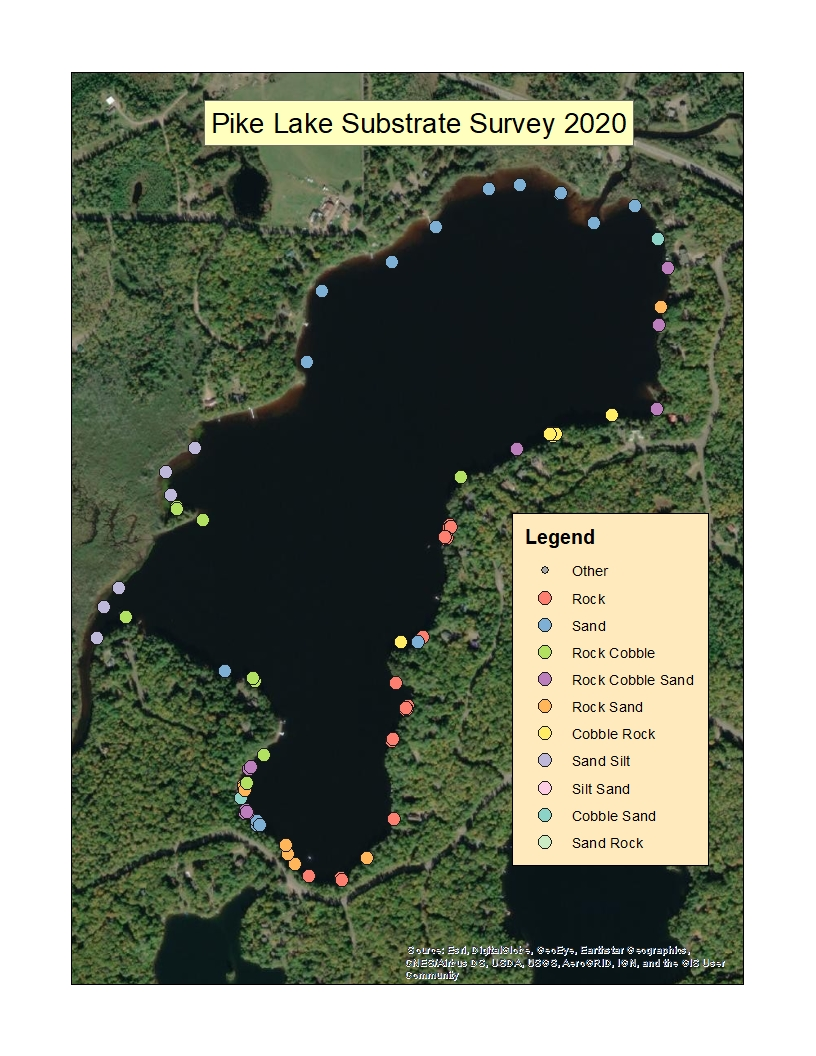 Pike Lake Substrate Survey 2020
Legend
Other
Rock
Sand
Rock Cobble
Rock Cobble Sand
Rock Sand
Cobble Rock
Sand Silt
Silt Sand
Cobble Sand
Sand Rock
Source: Esri, DigitalGlobe, GeoEye, Earthstar Geographics,
CNES/Airbus DS, USDA, USGS, AeroGRID, IGN, and the GIS User
Community